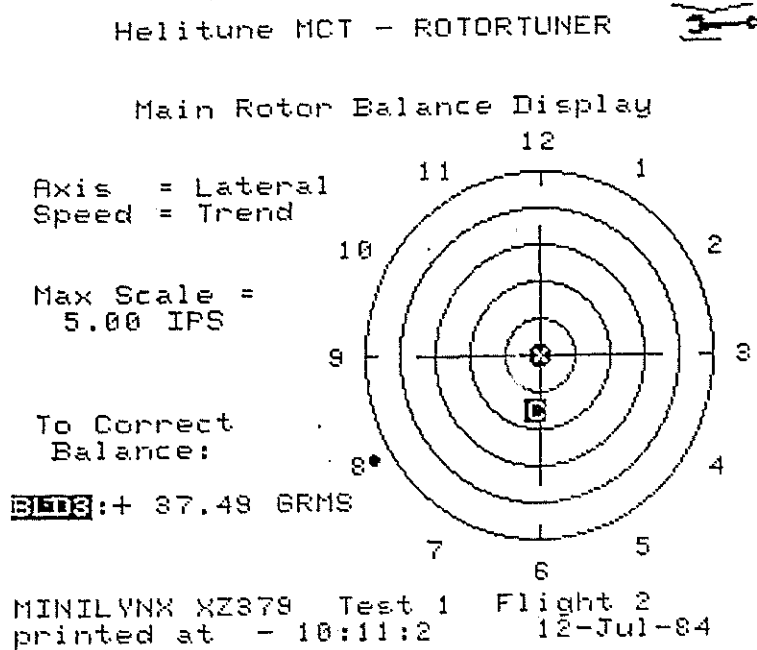 Helitune MCT - ROTORTUNER
Main Rotor Balance Display
Axis = Lateral
Speed = Trend
Max Scale =
5.00 IPS
To Correct
Balance:
BLD3:+ 37.49 GRMS
12
1
2
3
4
5
6
7
8
9
10
11
D
MINILYNX XZ379 Test 1 Flight 2
printed at - 10:11:2 12-Jul-84